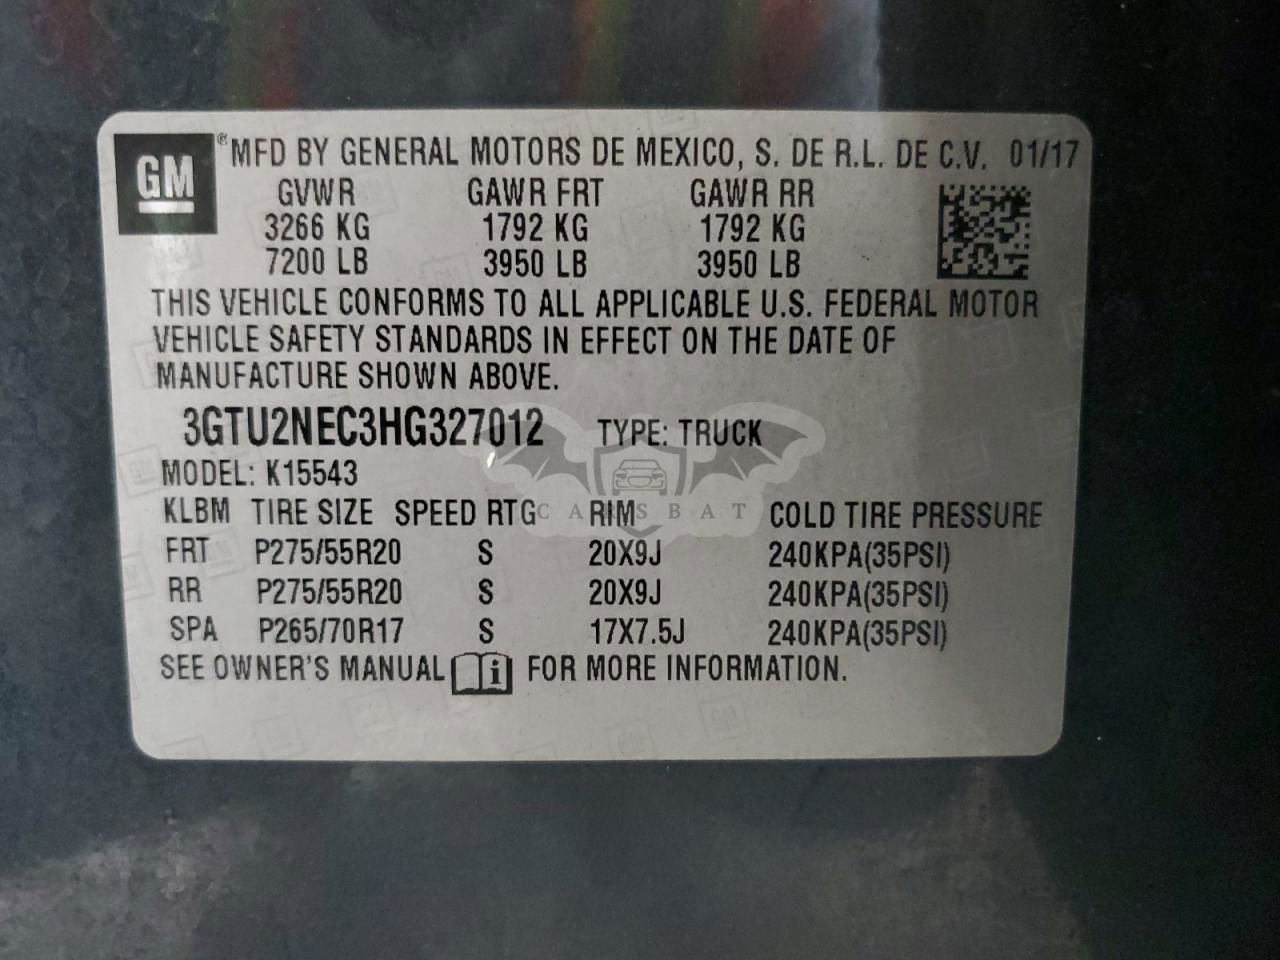 GM ® MFD BY GENERAL MOTORS DE MEXICO, S. DE R.L. DE C.V. 01/17
GVWR GAWR FRT GAWR RR
3266 KG 1792 KG 1792 KG
7200 LB 3950 LB 3950 LB
THIS VEHICLE CONFORMS TO ALL APPLICABLE U.S. FEDERAL MOTOR
VEHICLE SAFETY STANDARDS IN EFFECT ON THE DATE OF
MANUFACTURE SHOWN ABOVE.
3GTU2NEC3HG327012 TYPE: TRUCK
MODEL: K15543
KLBM TIRE SIZE SPEED RTG RIM COLD TIRE PRESSURE
CARSBAT
FRT P275/55R20 S 20X9J 240KPA(35PSI)
RR P275/55R20 S 20X9J 240KPA(35PSI)
SPA P265/70R17 S 17X7.5J 240KPA(35PSI)
SEE OWNER'S MANUAL i FOR MORE INFORMATION.